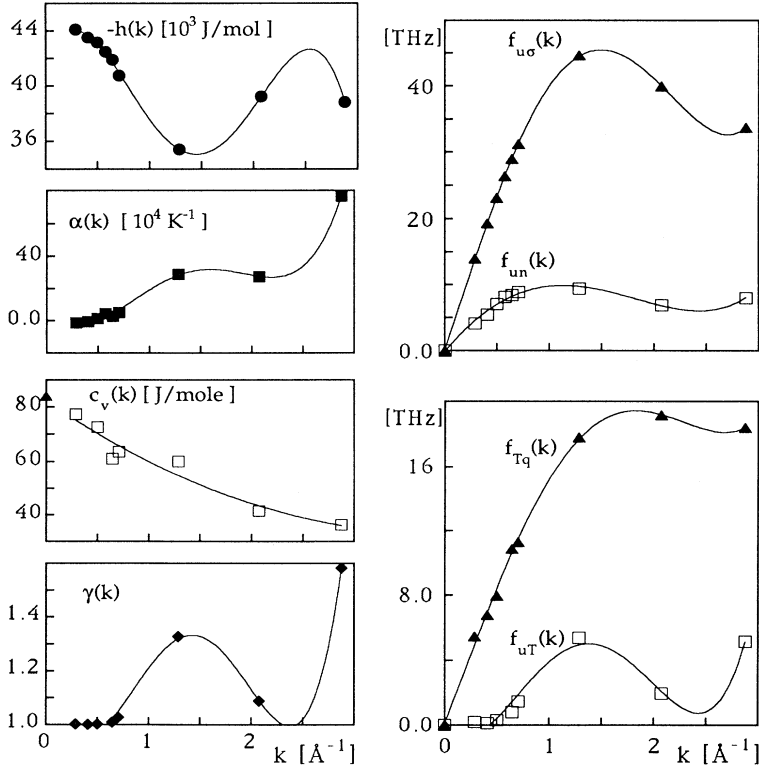 -h(k) [10³ J/mol]
44
40
36
α(k) [10⁴ K⁻¹]
40
0.0
c_v(k) [J/mole]
80
60
40
γ(k)
1.4
1.2
1.0
0 1 2 k [Å⁻¹]
[THz]
f_uσ(k)
40
20
f_un(k)
0.0
[THz]
f_Tq(k)
16
8.0
f_uT(k)
0.0
0 1 2 k [Å⁻¹]